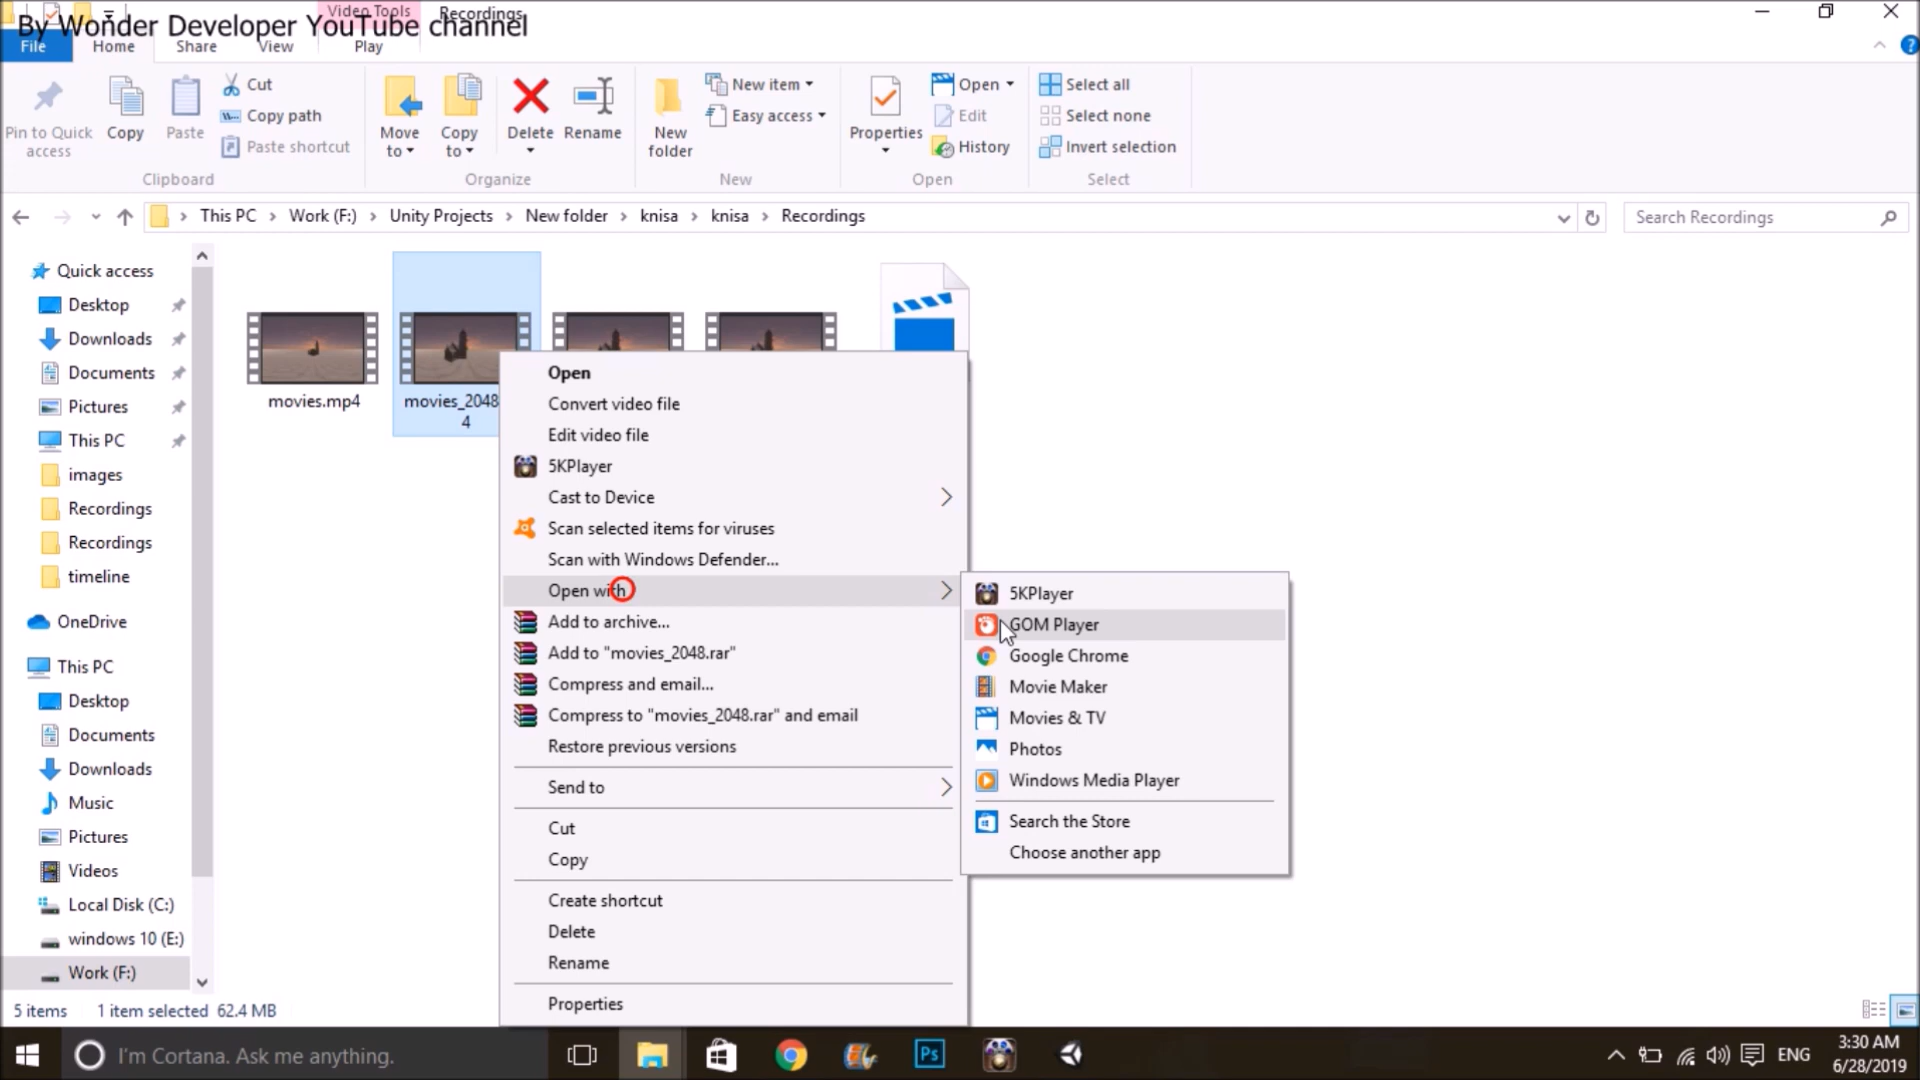 By Wonder Developer YouTube channel
Video Tools
Recordings
File
Home
Share
View
Play
Pin to Quick access
Copy
Paste
Cut
Copy path
Paste shortcut
Clipboard
Move to
Copy to
Delete
Rename
Organize
New folder
New item
Easy access
New
Properties
Open
Edit
History
Open
Select all
Select none
Invert selection
Select
This PC
Work (F:)
Unity Projects
New folder
knisa
knisa
Recordings
Search Recordings
Quick access
Desktop
Downloads
Documents
Pictures
This PC
images
Recordings
Recordings
timeline
OneDrive
This PC
Desktop
Documents
Downloads
Music
Pictures
Videos
Local Disk (C:)
windows 10 (E:)
Work (F:)
movies.mp4
movies_2048
4
Open
Convert video file
Edit video file
5KPlayer
Cast to Device
Scan selected items for viruses
Scan with Windows Defender...
Open with
Add to archive...
Add to "movies_2048.rar"
Compress and email...
Compress to "movies_2048.rar" and email
Restore previous versions
Send to
Cut
Copy
Create shortcut
Delete
Rename
Properties
5KPlayer
GOM Player
Google Chrome
Movie Maker
Movies & TV
Photos
Windows Media Player
Search the Store
Choose another app
5 items
1 item selected 62.4 MB
I'm Cortana. Ask me anything.
Ps
ENG
3:30 AM
6/28/2019